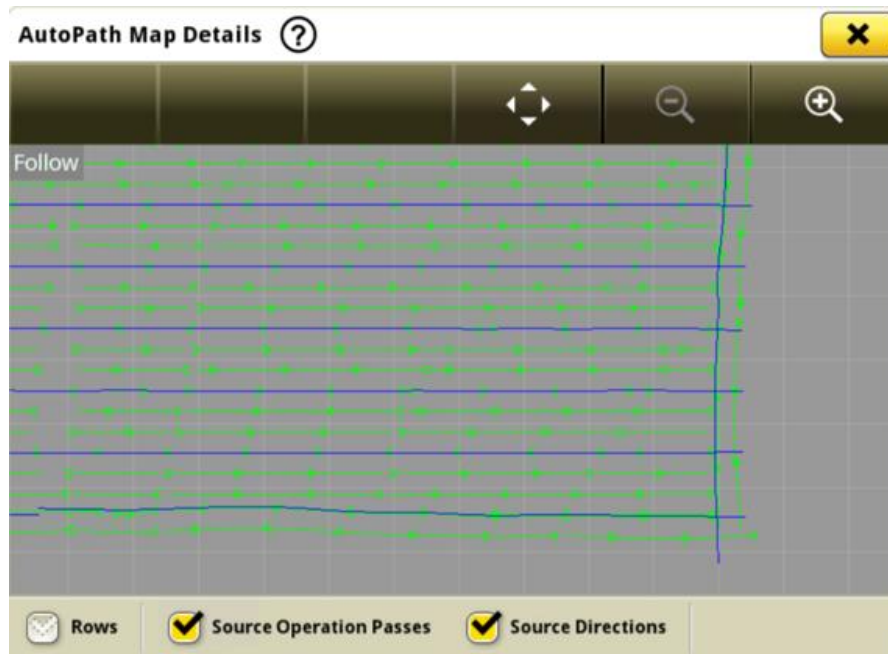 AutoPath Map Details ?
Follow
Rows
Source Operation Passes
Source Directions